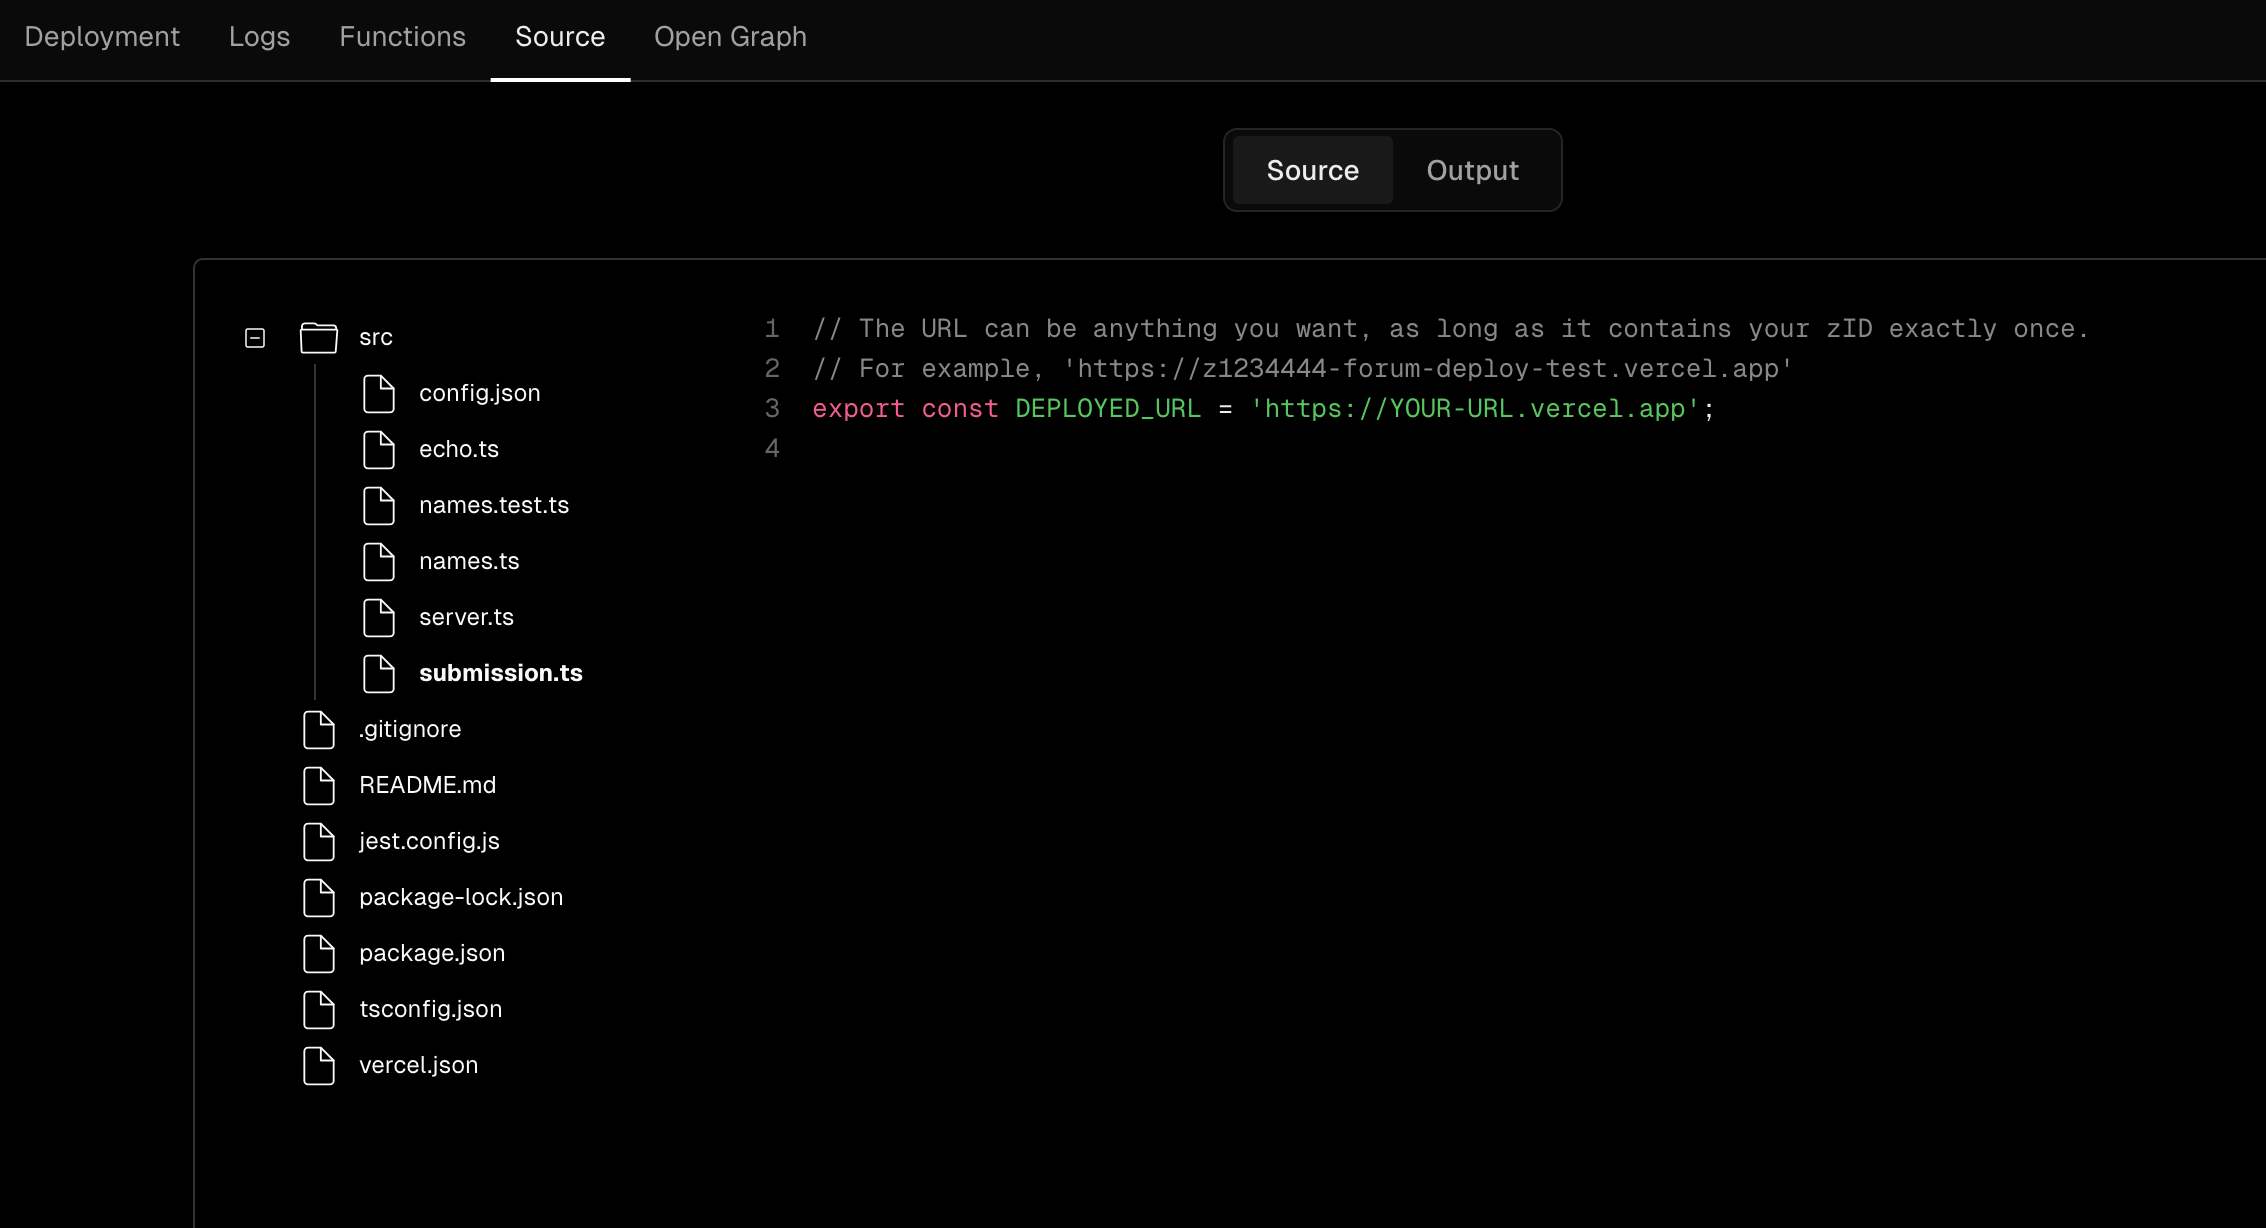 Deployment Logs Functions Source Open Graph
Source Output
src
config.json
echo.ts
names.test.ts
names.ts
server.ts
submission.ts
.gitignore
README.md
jest.config.js
package-lock.json
package.json
tsconfig.json
vercel.json
1 // The URL can be anything you want, as long as it contains your zID exactly once.
2 // For example, 'https://z1234444-forum-deploy-test.vercel.app'
3 export const DEPLOYED_URL = 'https://YOUR-URL.vercel.app';
4